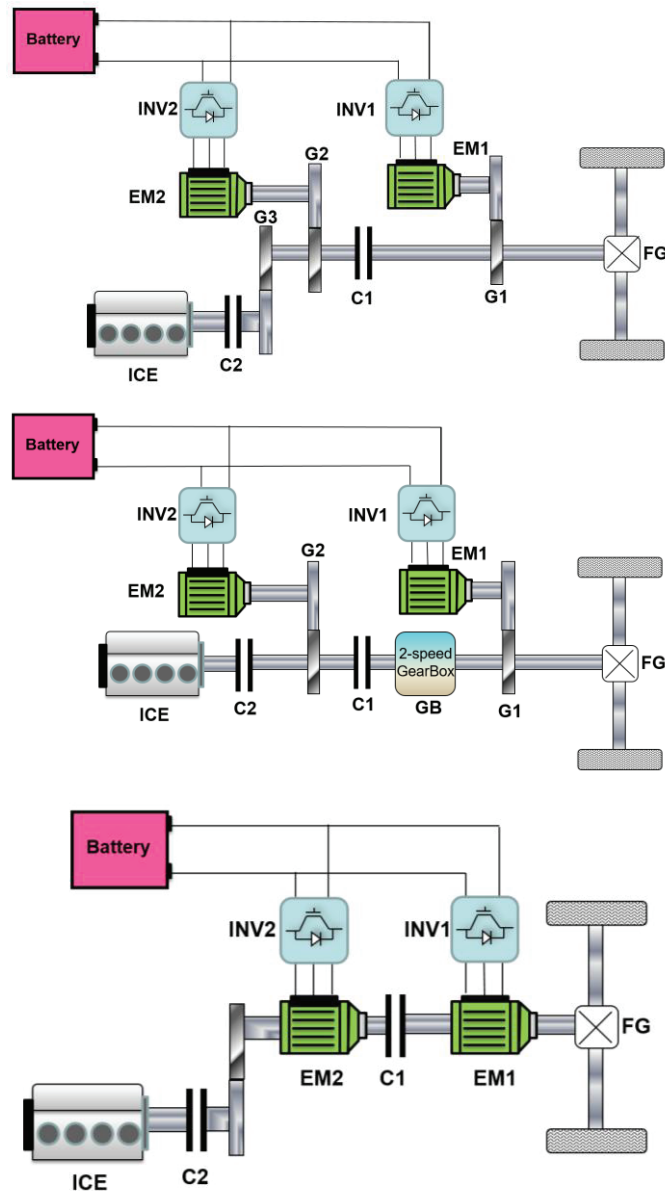 Battery
INV2
INV1
EM1
G2
EM2
G3
FG
C1
G1
C2
ICE
Battery
INV2
INV1
G2
EM1
EM2
2-speed
GearBox
FG
C2
C1
GB
G1
ICE
Battery
INV2
INV1
FG
EM2
C1
EM1
C2
ICE